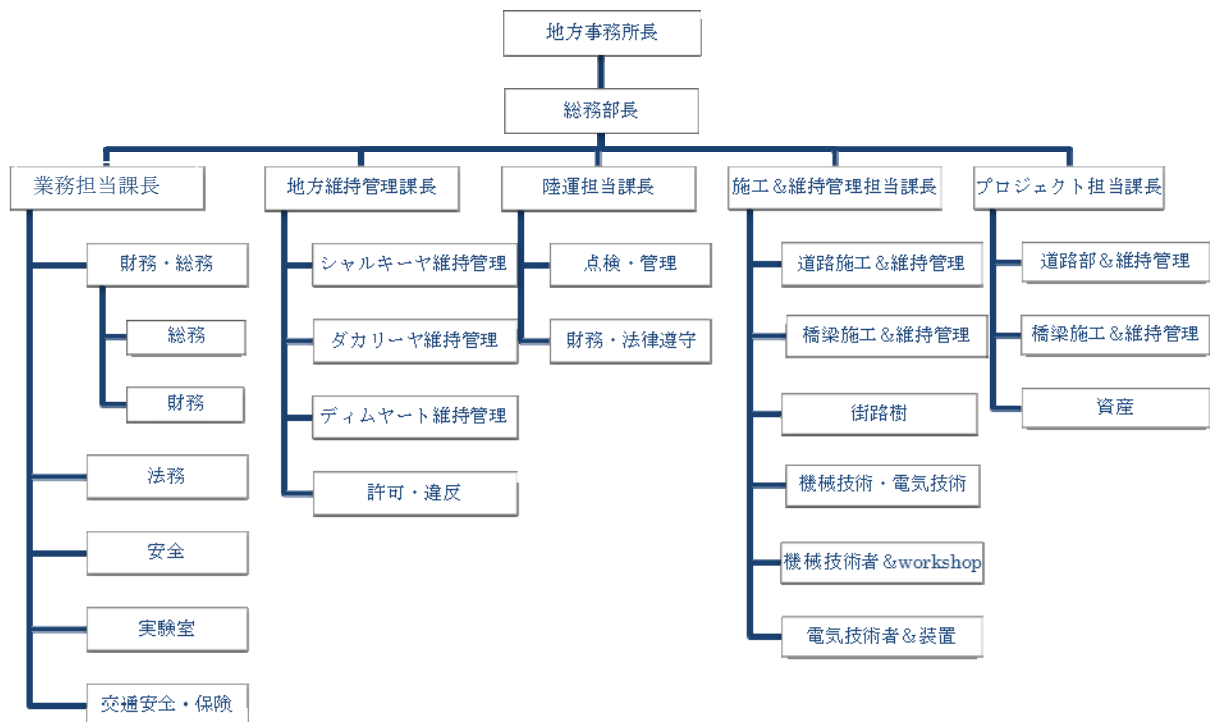 地方事務所長
総務部長
業務担当課長
地方維持管理課長
陸運担当課長
施工＆維持管理担当課長
プロジェクト担当課長
財務・総務
総務
財務
法務
安全
実験室
交通安全・保険
シャルキーヤ維持管理
ダカリーヤ維持管理
ディムヤート維持管理
許可・違反
点検・管理
財務・法律遵守
道路施工＆維持管理
橋梁施工＆維持管理
街路樹
機械技術・電気技術
機械技術者＆workshop
電気技術者＆装置
道路部＆維持管理
橋梁施工＆維持管理
資産